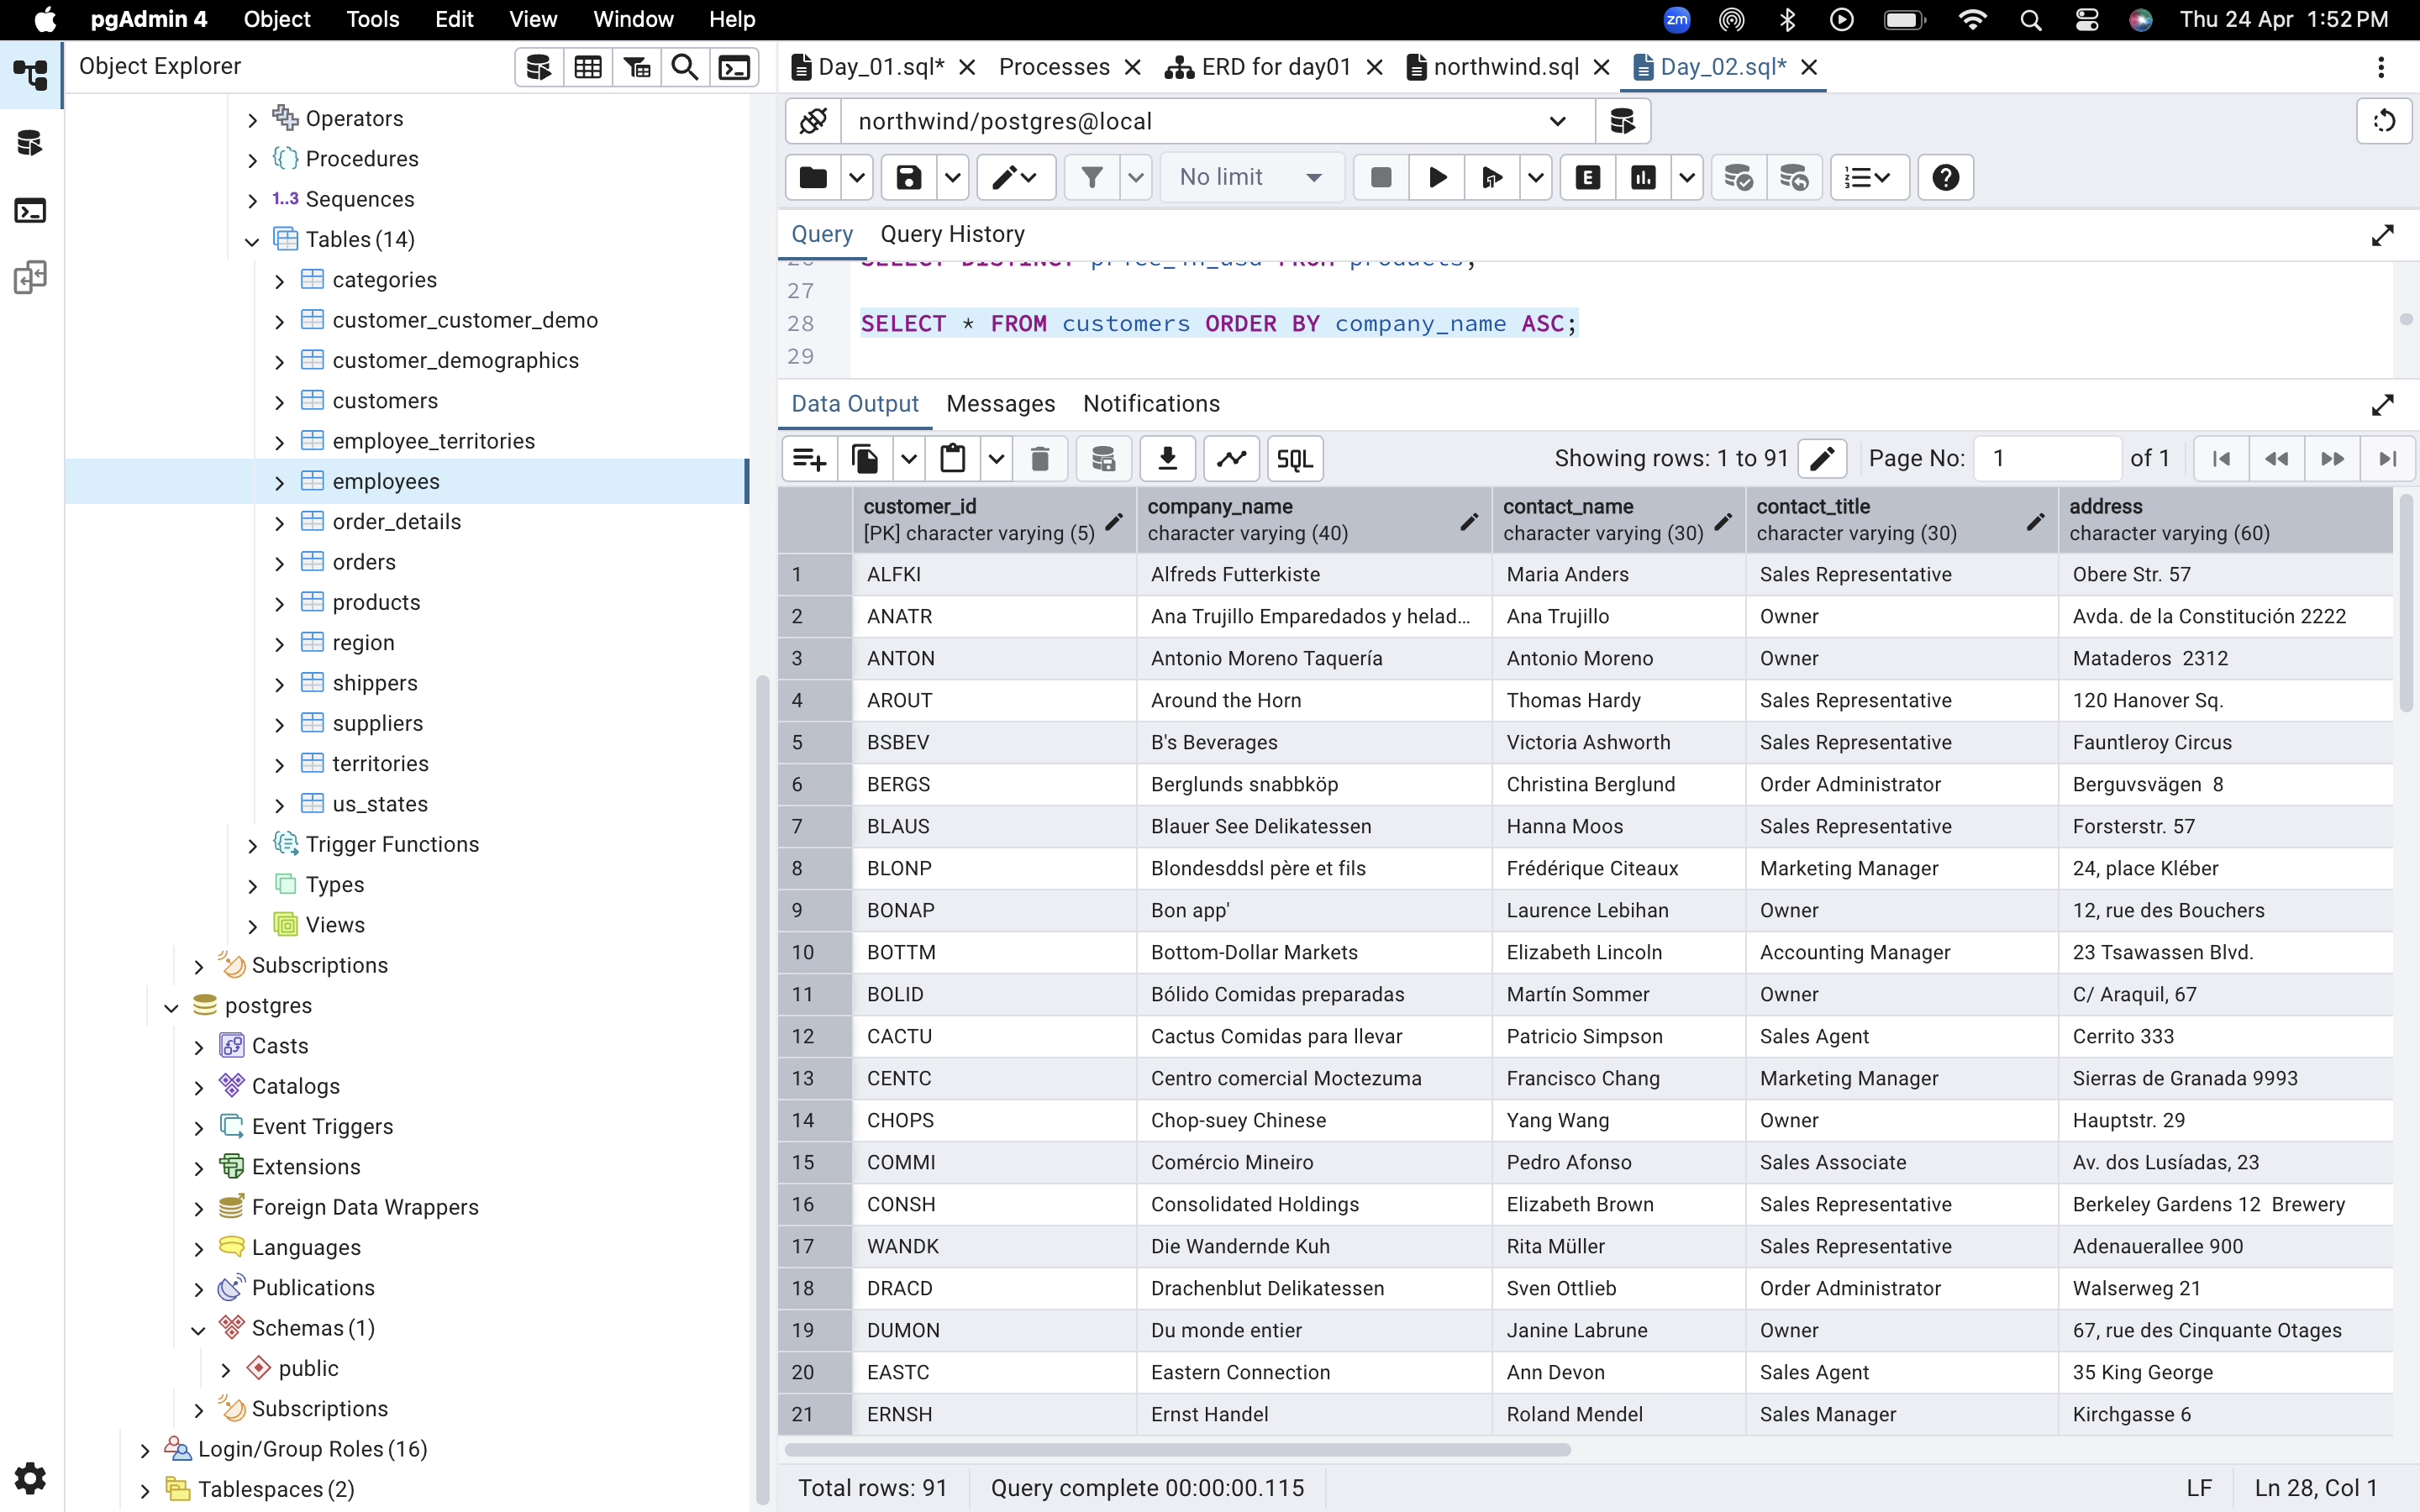 pgAdmin 4 Object Tools Edit View Window Help zm Thu 24 Apr 1:52 PM
Object Explorer
Day_01.sql* Processes ERD for day01 northwind.sql Day_02.sql*
northwind/postgres@local
No limit E
Operators
Procedures
1..3 Sequences
Tables (14)
categories
customer_customer_demo
customer_demographics
customers
employee_territories
employees
order_details
orders
products
region
shippers
suppliers
territories
us_states
Trigger Functions
Types
Views
Subscriptions
postgres
Casts
Catalogs
Event Triggers
Extensions
Foreign Data Wrappers
Languages
Publications
Schemas (1)
public
Subscriptions
Login/Group Roles (16)
Tablespaces (2)
Query Query History
26 SELECT DISTINCT price_in_usd FROM products;
27
28 SELECT * FROM customers ORDER BY company_name ASC;
29
Data Output Messages Notifications
SQL Showing rows: 1 to 91 Page No: 1 of 1
customer_id company_name contact_name contact_title address
[PK] character varying (5) character varying (40) character varying (30) character varying (30) character varying (60)
1 ALFKI Alfreds Futterkiste Maria Anders Sales Representative Obere Str. 57
2 ANATR Ana Trujillo Emparedados y helad... Ana Trujillo Owner Avda. de la Constitución 2222
3 ANTON Antonio Moreno Taquería Antonio Moreno Owner Mataderos 2312
4 AROUT Around the Horn Thomas Hardy Sales Representative 120 Hanover Sq.
5 BSBEV B's Beverages Victoria Ashworth Sales Representative Fauntleroy Circus
6 BERGS Berglunds snabbköp Christina Berglund Order Administrator Berguvsvägen 8
7 BLAUS Blauer See Delikatessen Hanna Moos Sales Representative Forsterstr. 57
8 BLONP Blondesddsl père et fils Frédérique Citeaux Marketing Manager 24, place Kléber
9 BONAP Bon app' Laurence Lebihan Owner 12, rue des Bouchers
10 BOTTM Bottom-Dollar Markets Elizabeth Lincoln Accounting Manager 23 Tsawassen Blvd.
11 BOLID Bólido Comidas preparadas Martín Sommer Owner C/ Araquil, 67
12 CACTU Cactus Comidas para llevar Patricio Simpson Sales Agent Cerrito 333
13 CENTC Centro comercial Moctezuma Francisco Chang Marketing Manager Sierras de Granada 9993
14 CHOPS Chop-suey Chinese Yang Wang Owner Hauptstr. 29
15 COMMI Comércio Mineiro Pedro Afonso Sales Associate Av. dos Lusíadas, 23
16 CONSH Consolidated Holdings Elizabeth Brown Sales Representative Berkeley Gardens 12 Brewery
17 WANDK Die Wandernde Kuh Rita Müller Sales Representative Adenauerallee 900
18 DRACD Drachenblut Delikatessen Sven Ottlieb Order Administrator Walserweg 21
19 DUMON Du monde entier Janine Labrune Owner 67, rue des Cinquante Otages
20 EASTC Eastern Connection Ann Devon Sales Agent 35 King George
21 ERNSH Ernst Handel Roland Mendel Sales Manager Kirchgasse 6
Total rows: 91 Query complete 00:00:00.115 LF Ln 28, Col 1